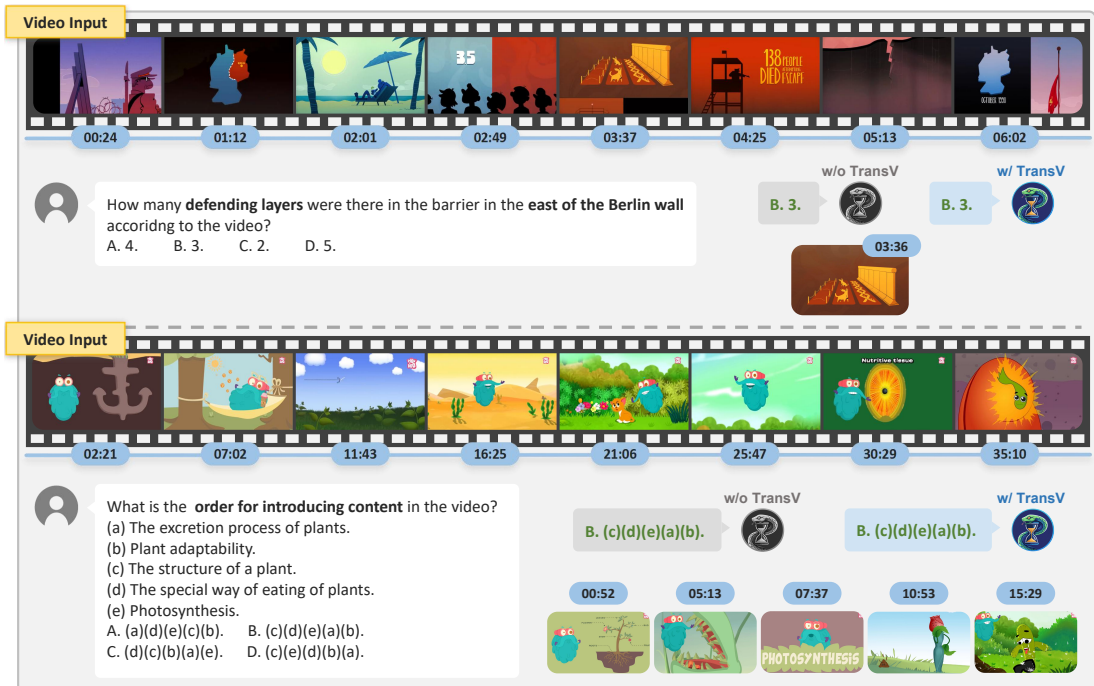 Video Input
35
138 PEOPLE
DIED
ESCAPE
OCTOBER 1990
00:24 01:12 02:01 02:49 03:37 04:25 05:13 06:02
w/o TransV w/ TransV
How many defending layers were there in the barrier in the east of the Berlin wall
accoridng to the video?
A. 4. B. 3. C. 2. D. 5.
B. 3. B. 3.
03:36
Video Input
Nutritive tissue
02:21 07:02 11:43 16:25 21:06 25:47 30:29 35:10
What is the order for introducing content in the video?
(a) The excretion process of plants.
(b) Plant adaptability.
(c) The structure of a plant.
(d) The special way of eating of plants.
(e) Photosynthesis.
A. (a)(d)(e)(c)(b). B. (c)(d)(e)(a)(b).
C. (d)(c)(b)(a)(e). D. (c)(e)(d)(b)(a).
w/o TransV w/ TransV
B. (c)(d)(e)(a)(b). B. (c)(d)(e)(a)(b).
00:52 05:13 07:37 10:53 15:29
PHOTOSYNTHESIS